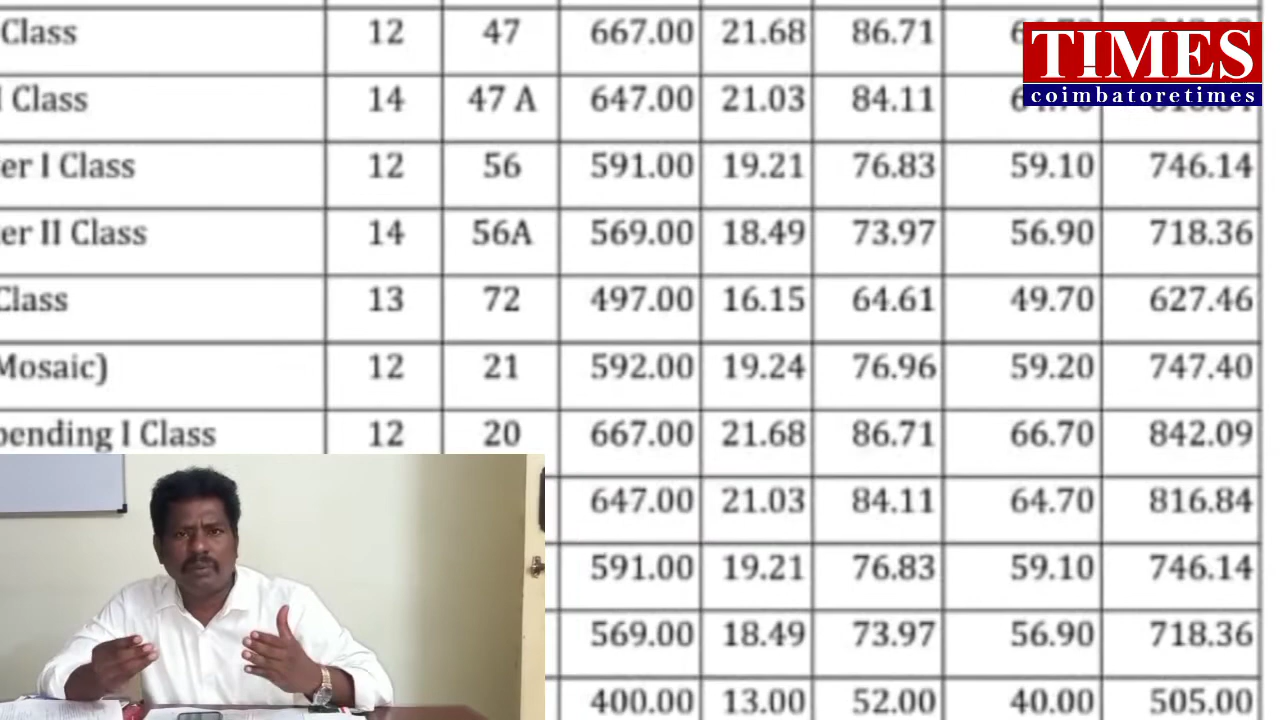 Class 12 47 667.00 21.68 86.71
TIMES
coimbatoretimes
Class 14 47 A 647.00 21.03 84.11
er I Class 12 56 591.00 19.21 76.83 59.10 746.14
er II Class 14 56A 569.00 18.49 73.97 56.90 718.36
Class 13 72 497.00 16.15 64.61 49.70 627.46
Mosaic) 12 21 592.00 19.24 76.96 59.20 747.40
pending I Class 12 20 667.00 21.68 86.71 66.70 842.09
647.00 21.03 84.11 64.70 816.84
591.00 19.21 76.83 59.10 746.14
569.00 18.49 73.97 56.90 718.36
400.00 13.00 52.00 40.00 505.00